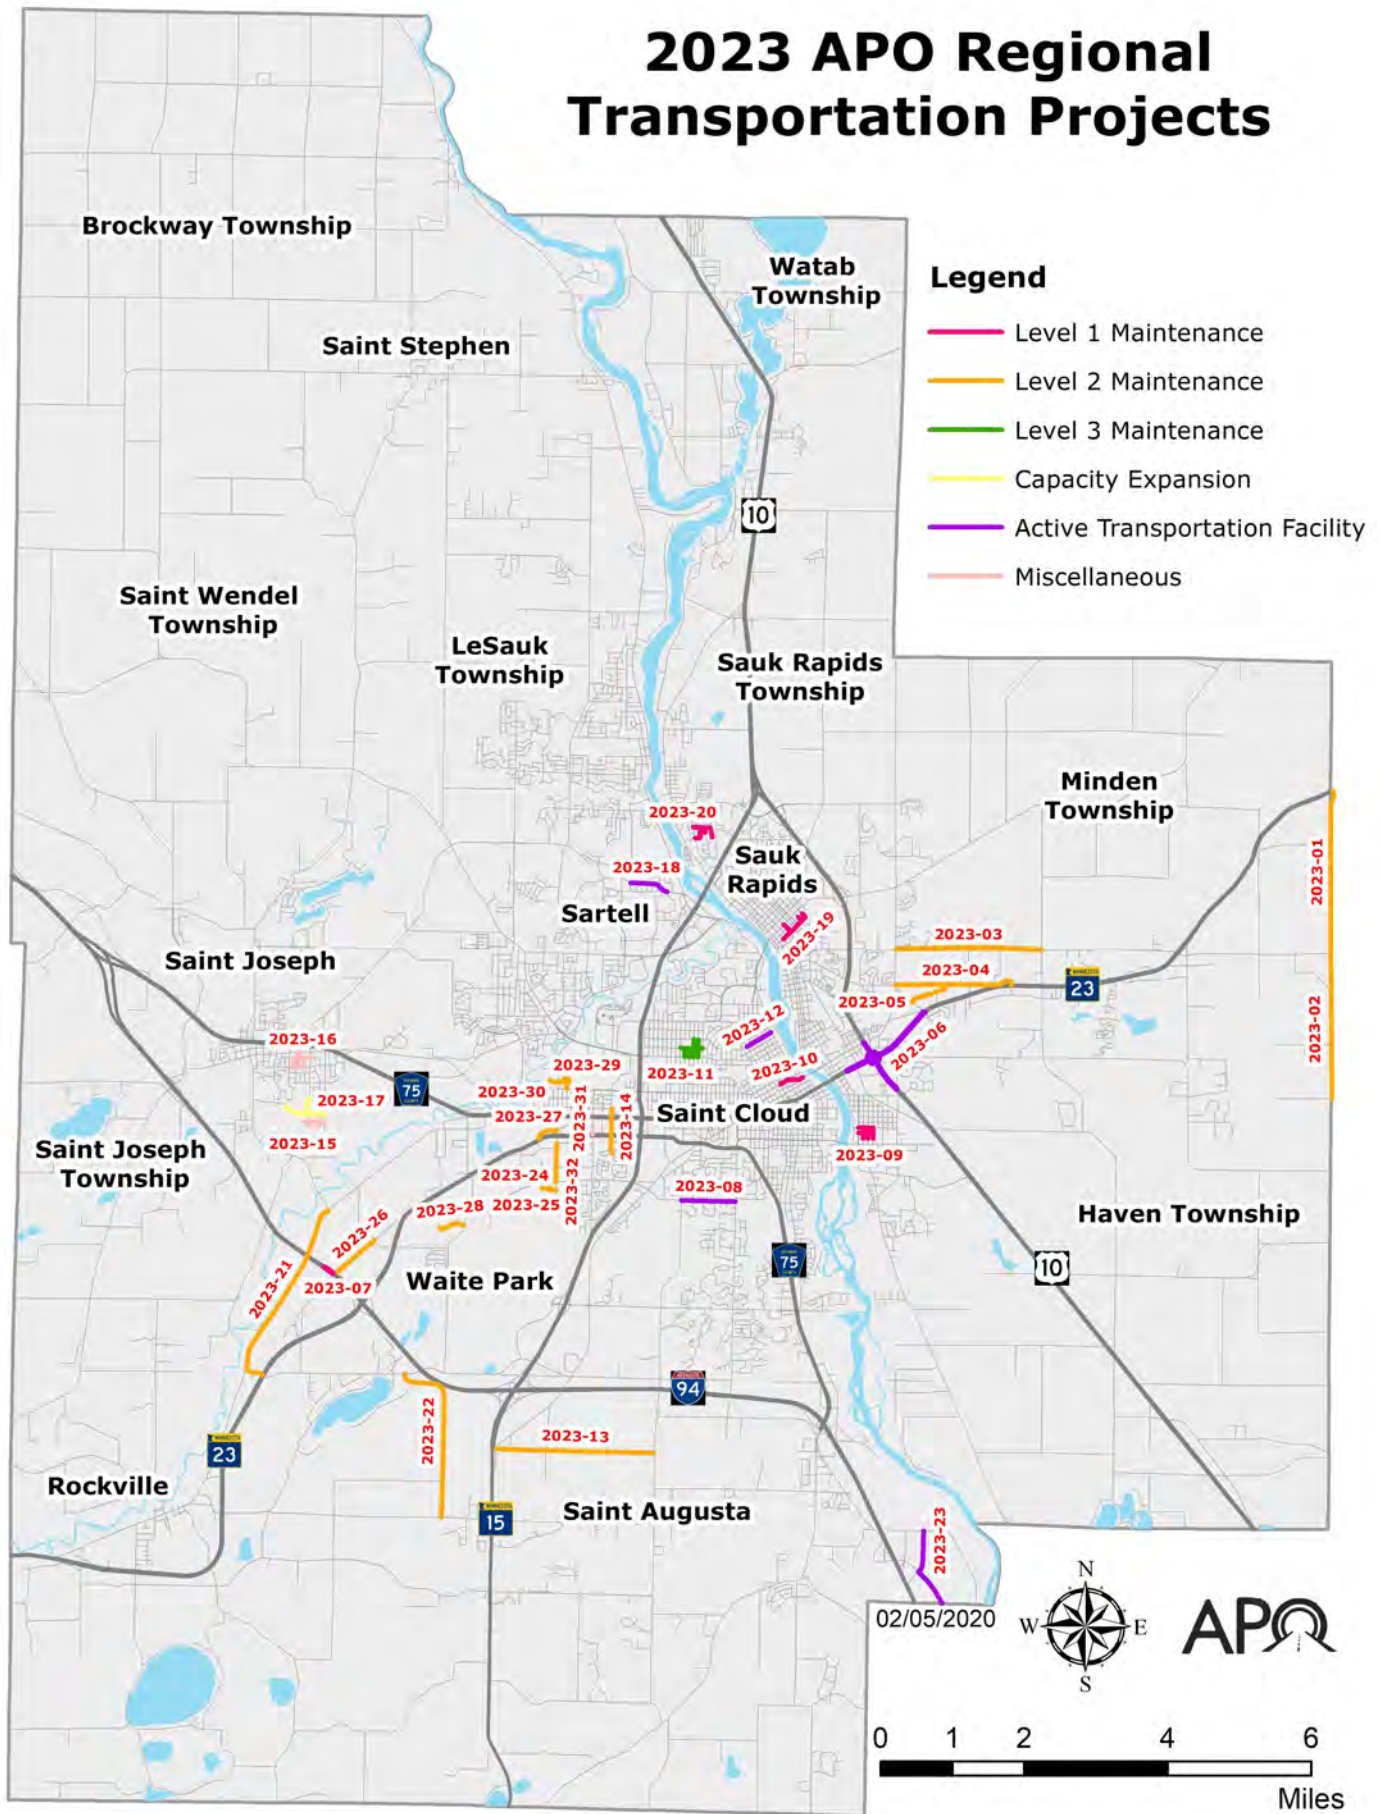 2023 APO Regional
Transportation Projects
Brockway Township
Watab
Township
Legend
Level 1 Maintenance
Saint Stephen
Level 2 Maintenance
Level 3 Maintenance
Capacity Expansion
10
Active Transportation Facility
Miscellaneous
Saint Wendel
Township
LeSauk
Township
Sauk Rapids
Township
Minden
Township
2023-20
Sauk
Rapids
2023-18
2023-01
Sartell
2023-19
2023-03
Saint Joseph
2023-04
MINNESOTA
23
2023-05
2023-02
2023-12
2023-06
2023-16
2023-29
2023-11
2023-10
75
2023-30
2023-31
2023-17
2023-27
2023-14
Saint Cloud
2023-15
2023-09
Saint Joseph
Township
2023-24
2023-32
2023-08
2023-28
2023-25
Haven Township
2023-26
2023-21
75
10
2023-07
Waite Park
94
2023-22
2023-13
MINNESOTA
23
Rockville
MINNESOTA
15
Saint Augusta
2023-23
02/05/2020
N
W
E
S
APO
0 1 2 4 6
Miles